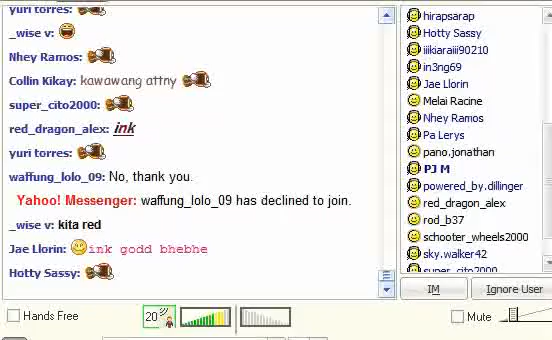 yuri torres:
_wise v:
Nhey Ramos:
Collin Kikay: kawawang attny
super_cito2000:
red_dragon_alex: ink
yuri torres:
waffung_lolo_09: No, thank you.
Yahoo! Messenger: waffung_lolo_09 has declined to join.
_wise v: kita red
Jae Llorin: ink godd bhebhe
Hotty Sassy:
hirapsarap
Hotty Sassy
iiikiaraiii90210
in3ng69
Jae Llorin
Melai Racine
Nhey Ramos
Pa Lerys
pano.jonathan
PJ M
powered_by.dillinger
red_dragon_alex
rod_b37
schooter_wheels2000
sky.walker42
super_cito2000
IM
Ignore User
Hands Free
20
Mute